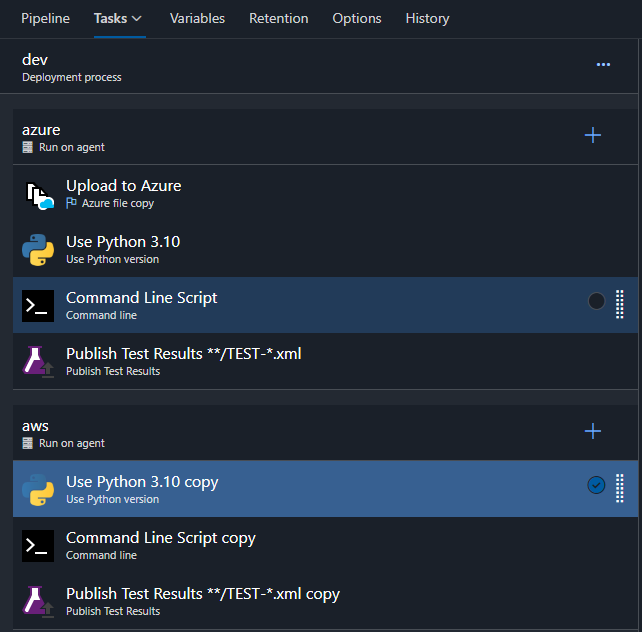 Pipeline Tasks Variables Retention Options History
dev
Deployment process
azure
Run on agent
Upload to Azure
Azure file copy
Use Python 3.10
Use Python version
Command Line Script
Command line
Publish Test Results **/TEST-*.xml
Publish Test Results
aws
Run on agent
Use Python 3.10 copy
Use Python version
Command Line Script copy
Command line
Publish Test Results **/TEST-*.xml copy
Publish Test Results